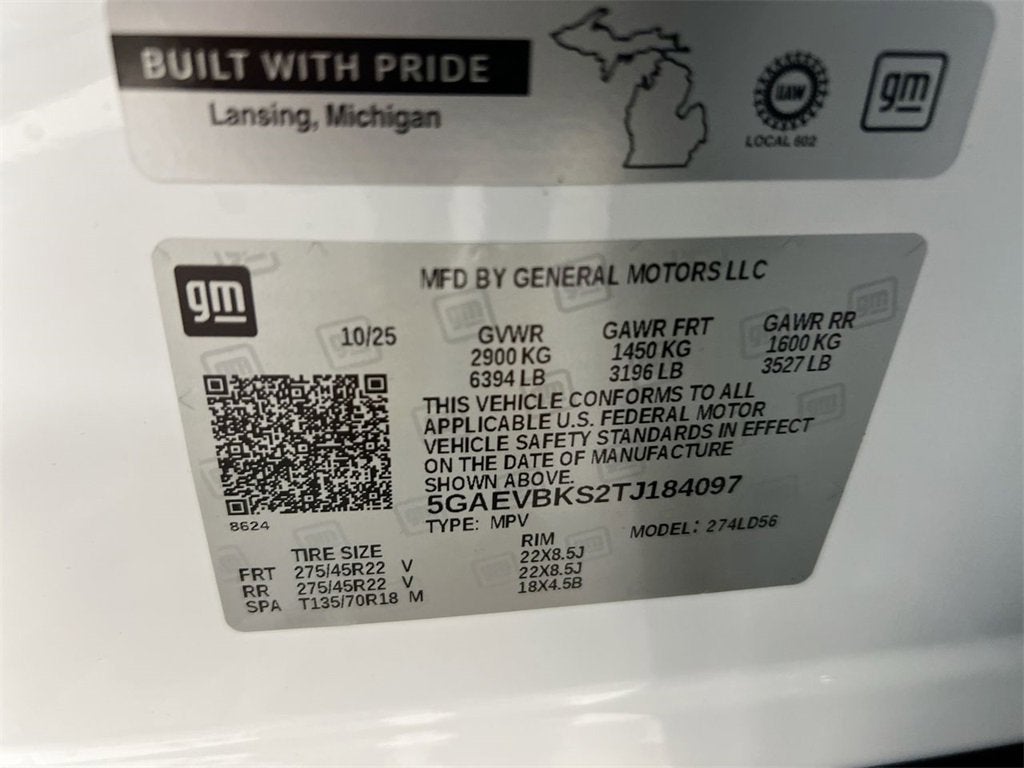 BUILT WITH PRIDE
Lansing, Michigan
UAW
LOCAL 602
gm
gm
MFD BY GENERAL MOTORS LLC
10/25
GVWR
2900 KG
6394 LB
GAWR FRT
1450 KG
3196 LB
GAWR RR
1600 KG
3527 LB
THIS VEHICLE CONFORMS TO ALL
APPLICABLE U.S. FEDERAL MOTOR
VEHICLE SAFETY STANDARDS IN EFFECT
ON THE DATE OF MANUFACTURE
SHOWN ABOVE.
5GAEVBKS2TJ184097
TYPE: MPV
MODEL: 274LD56
8624
TIRE SIZE RIM
FRT 275/45R22 V 22X8.5J
RR 275/45R22 V 22X8.5J
SPA T135/70R18 M 18X4.5B